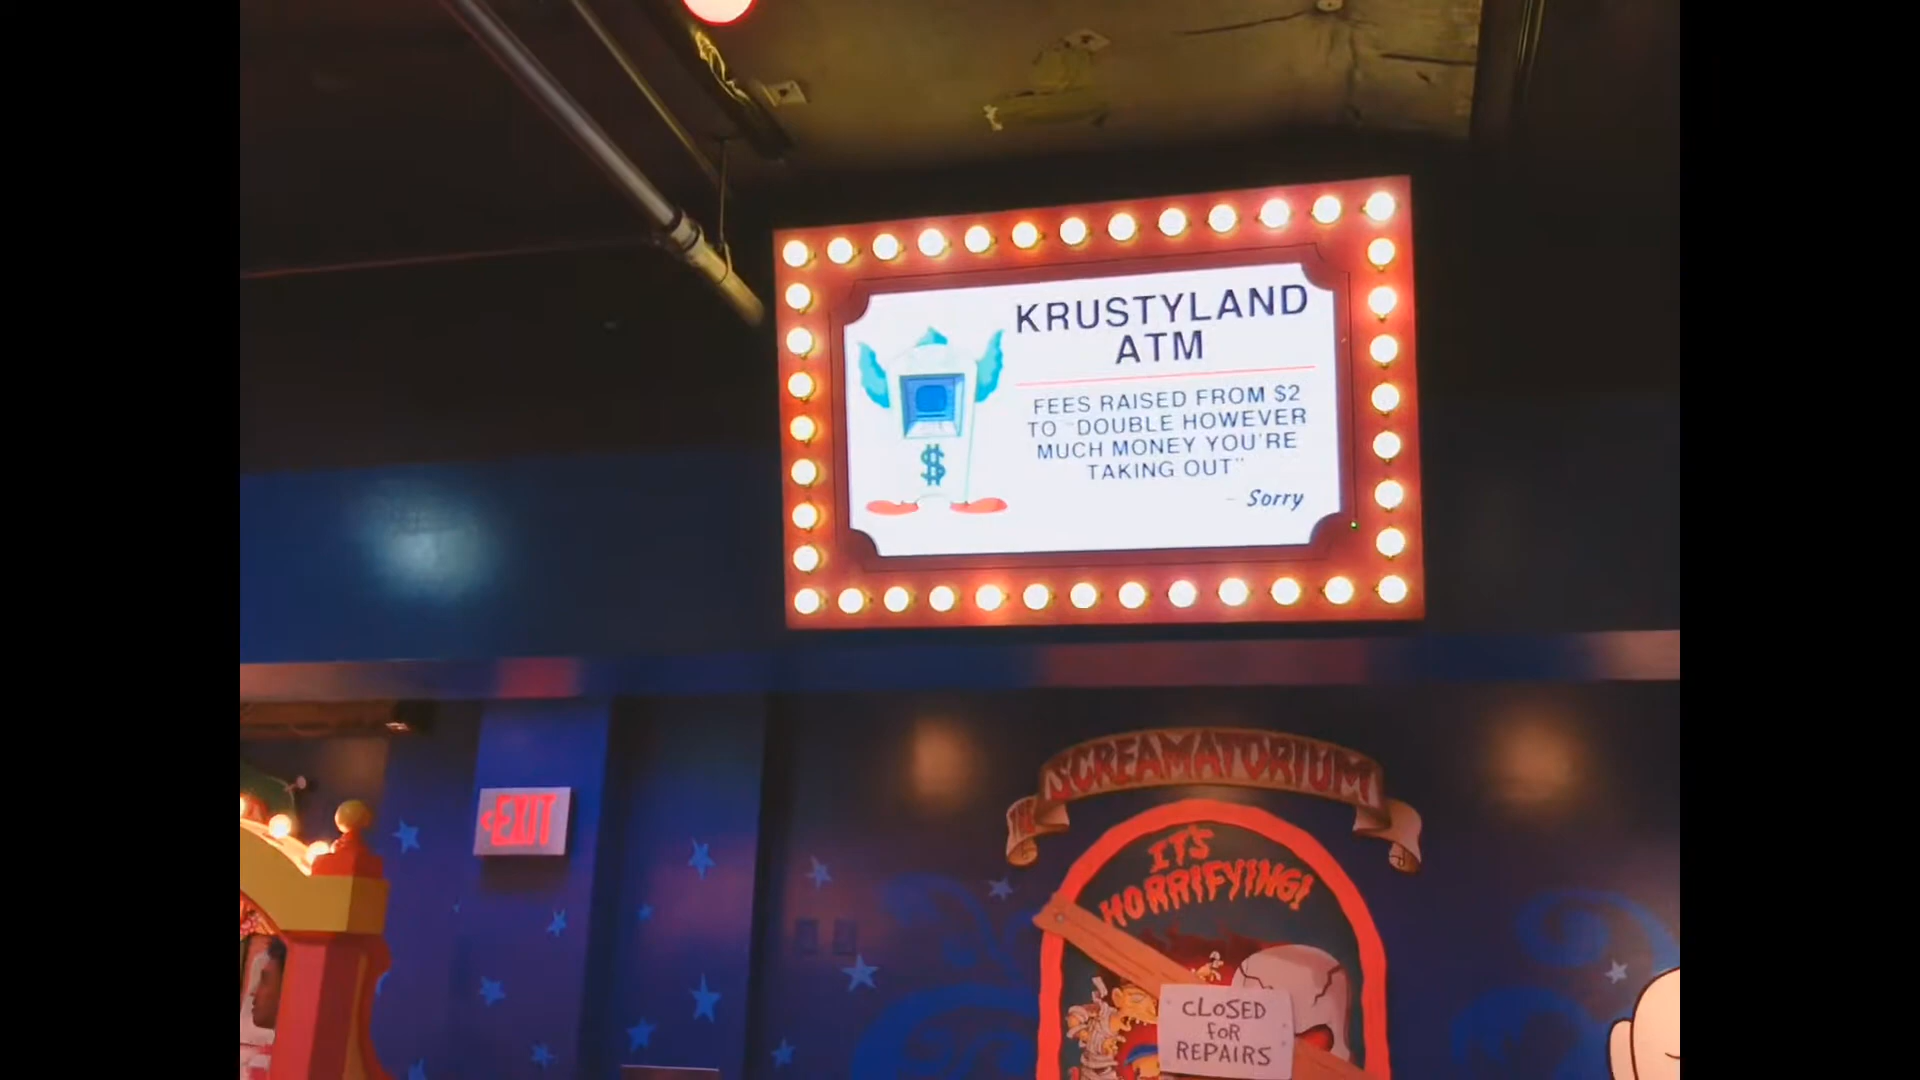 KRUSTYLAND
ATM
FEES RAISED FROM $2
TO "DOUBLE HOWEVER
MUCH MONEY YOU'RE
TAKING OUT"
- Sorry
$
EXIT
THE SCREAMATORIUM
IT'S
HORRIFYING!
CLOSED
FOR
REPAIRS